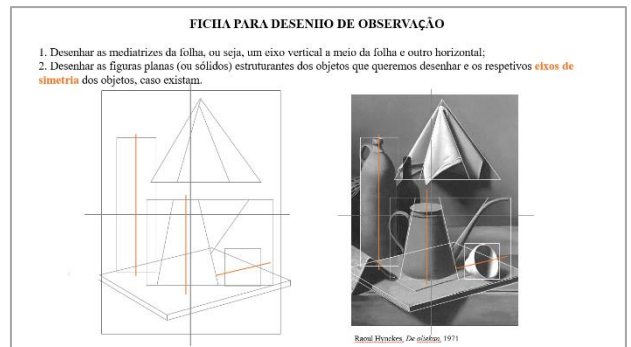 FICHA PARA DESENHO DE OBSERVAÇÃO
1. Desenhar as mediatrizes da folha, ou seja, um eixo vertical a meio da folha e outro horizontal;
2. Desenhar as figuras planas (ou sólidos) estruturantes dos objetos que queremos desenhar e os respetivos eixos de
simetria dos objetos, caso existam.
Raoul Hynckes, De oliekan, 1971